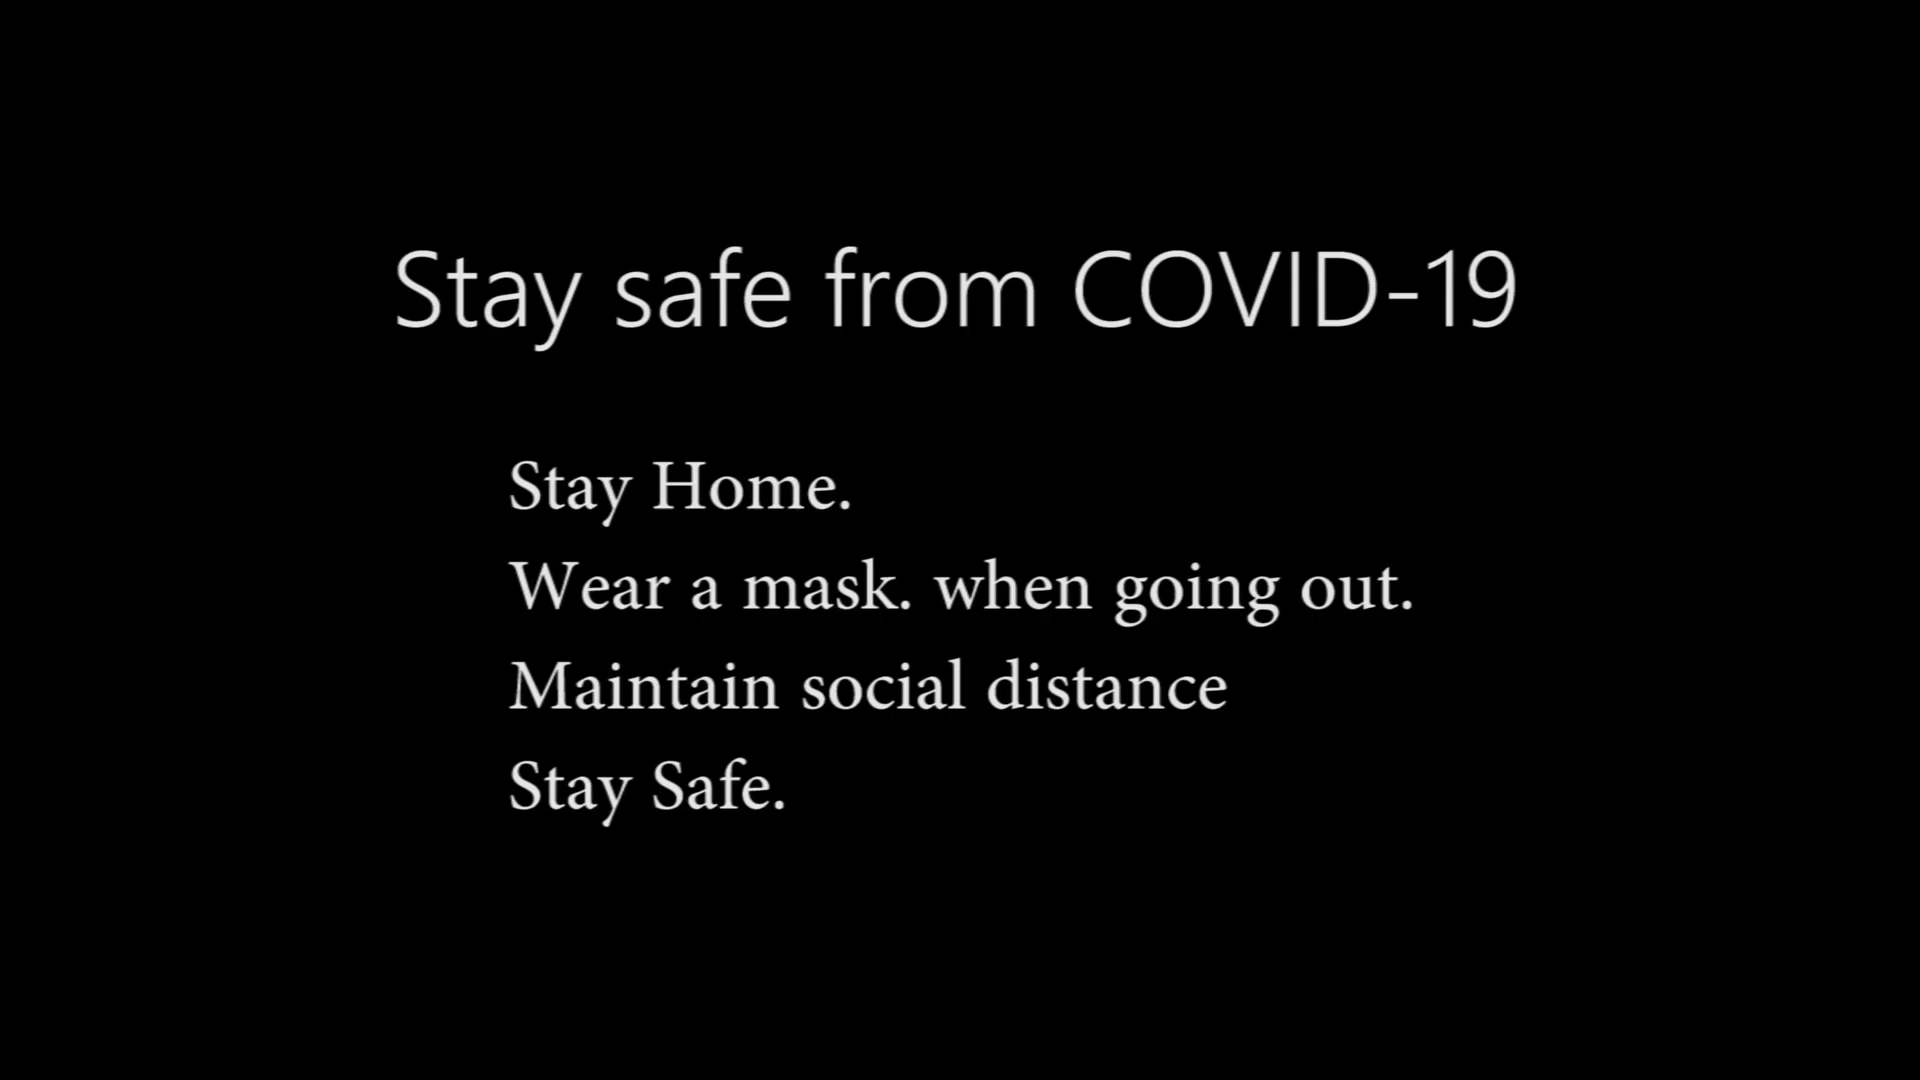 Stay safe from COVID-19
Stay Home.
Wear a mask. when going out.
Maintain social distance
Stay Safe.